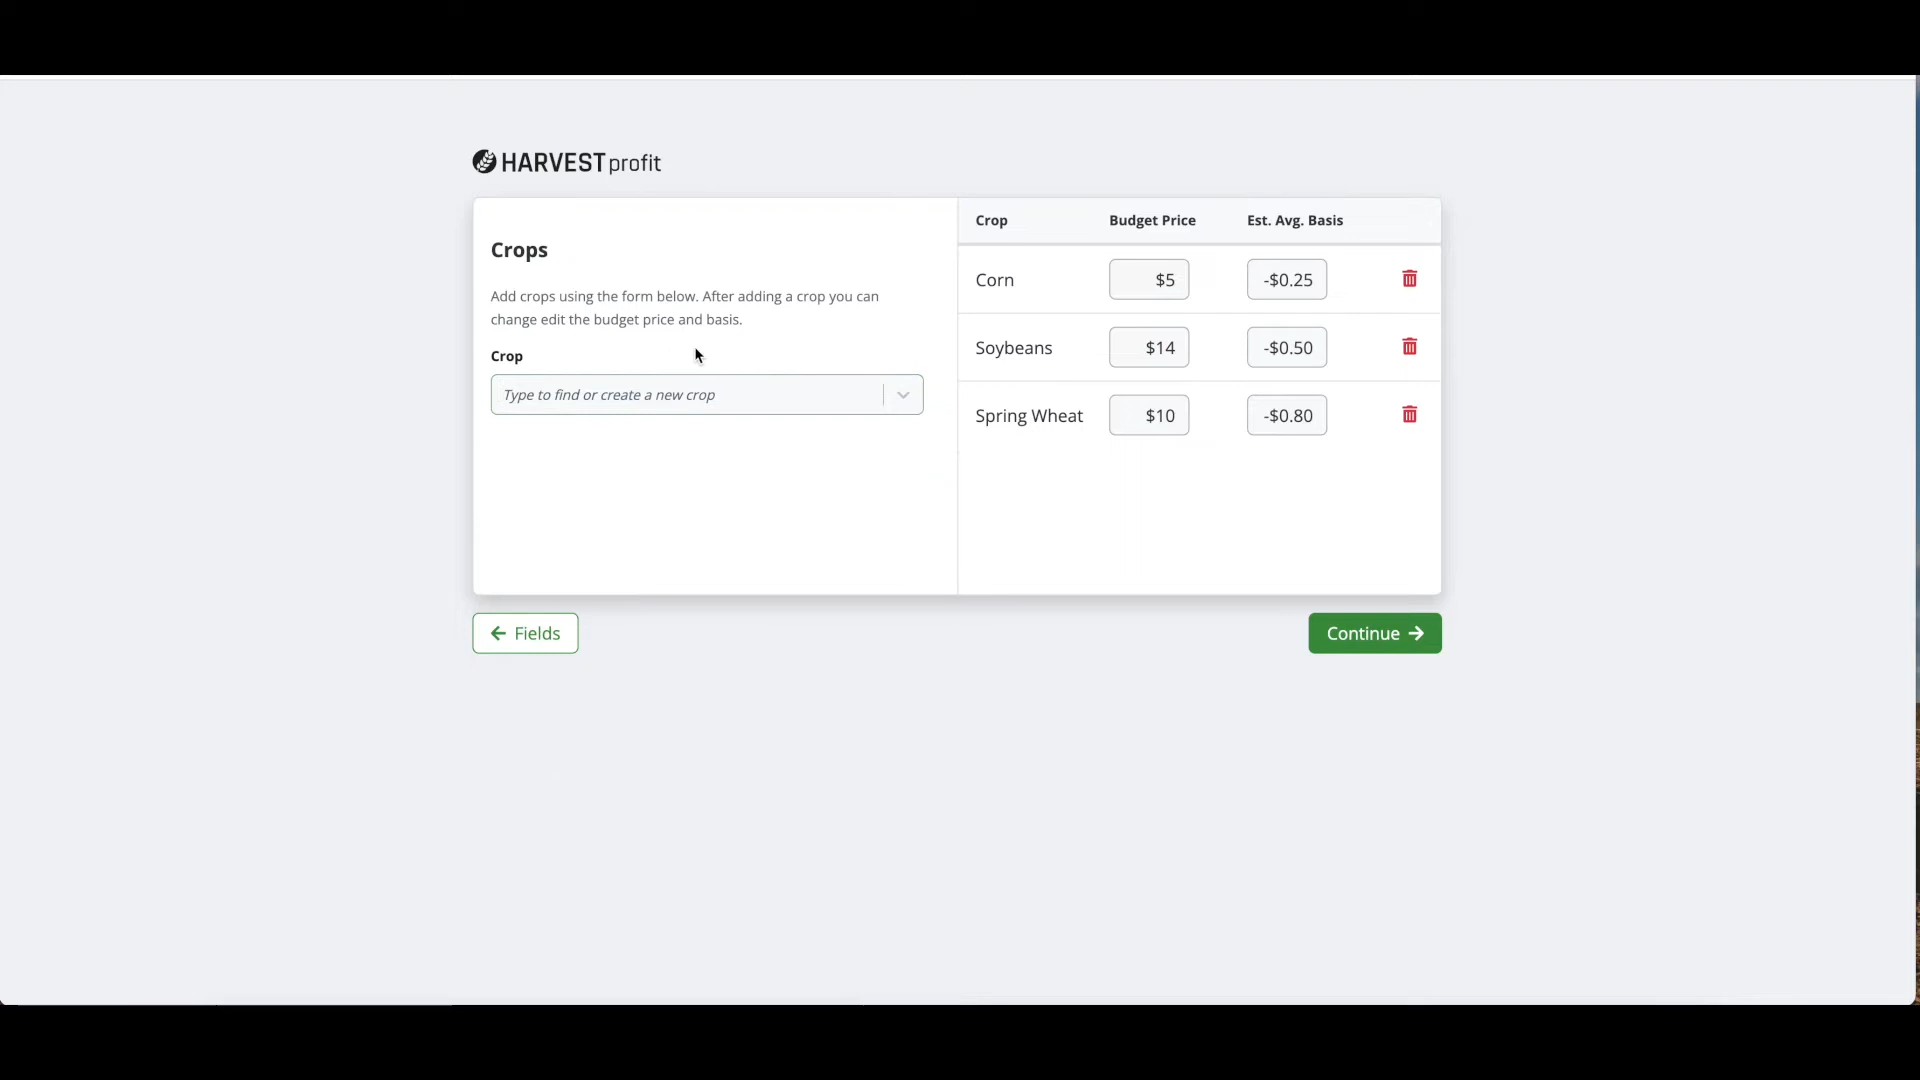 HARVEST profit
Crops
Add crops using the form below. After adding a crop you can
change edit the budget price and basis.
Crop
Type to find or create a new crop
Crop Budget Price Est. Avg. Basis
Corn $5 -$0.25
Soybeans $14 -$0.50
Spring Wheat $10 -$0.80
Fields
Continue